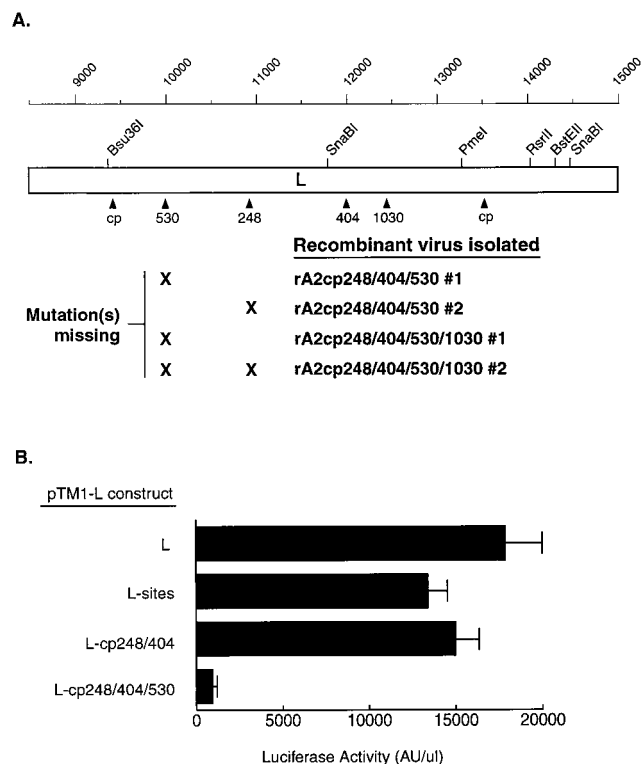 A.
9000 10000 11000 12000 13000 14000 15000
Bsu36I SnaBI PmeI RsrII BstEII SnaBI
L
cp 530 248 404 1030 cp
Recombinant virus isolated
Mutation(s) missing
X rA2cp248/404/530 #1
X rA2cp248/404/530 #2
X rA2cp248/404/530/1030 #1
X X rA2cp248/404/530/1030 #2
B.
pTM1-L construct
L
L-sites
L-cp248/404
L-cp248/404/530
0 5000 10000 15000 20000
Luciferase Activity (AU/ul)